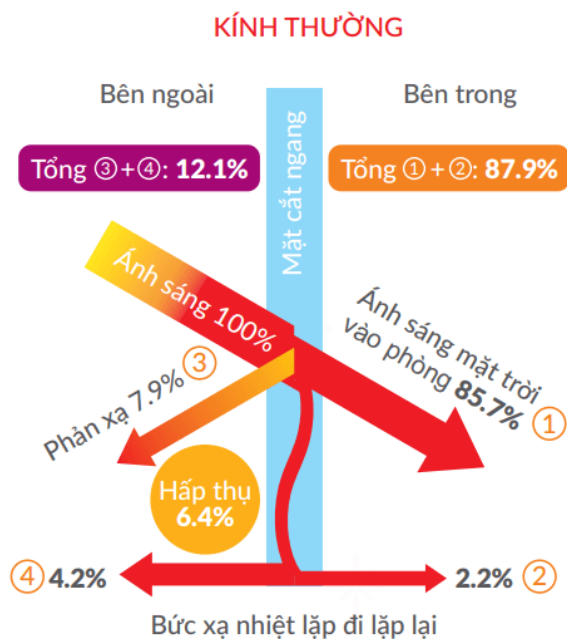 KÍNH THƯỜNG
Bên ngoài
Bên trong
Tổng ③+④: 12.1%
Tổng ①+②: 87.9%
Mặt cắt ngang
Ánh sáng 100%
Ánh sáng mặt trời
vào phòng 85.7% ①
Phản xạ 7.9% ③
Hấp thụ
6.4%
④ 4.2%
2.2% ②
Bức xạ nhiệt lặp đi lặp lại